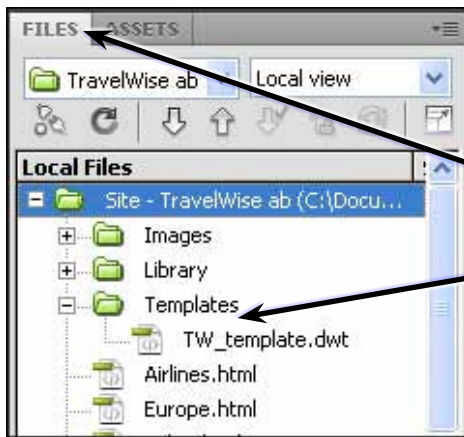 FILES ASSETS
TravelWise ab Local view
Local Files
Site - TravelWise ab (C:\Docu...
Images
Library
Templates
TW_template.dwt
Airlines.html
Europe.html